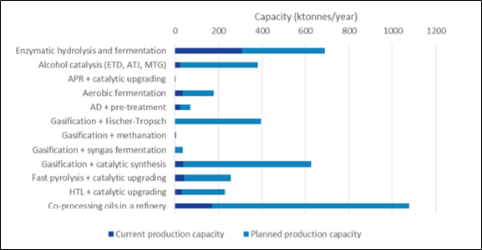 Capacity (ktonnes/year)
0 200 400 600 800 1000 1200
Enzymatic hydrolysis and fermentation
Alcohol catalysis (ETD, ATJ, MTG)
APR + catalytic upgrading
Aerobic fermentation
AD + pre-treatment
Gasification + Fischer-Tropsch
Gasification + methanation
Gasification + syngas fermentation
Gasification + catalytic synthesis
Fast pyrolysis + catalytic upgrading
HTL + catalytic upgrading
Co-processing oils in a refinery
Current production capacity Planned production capacity